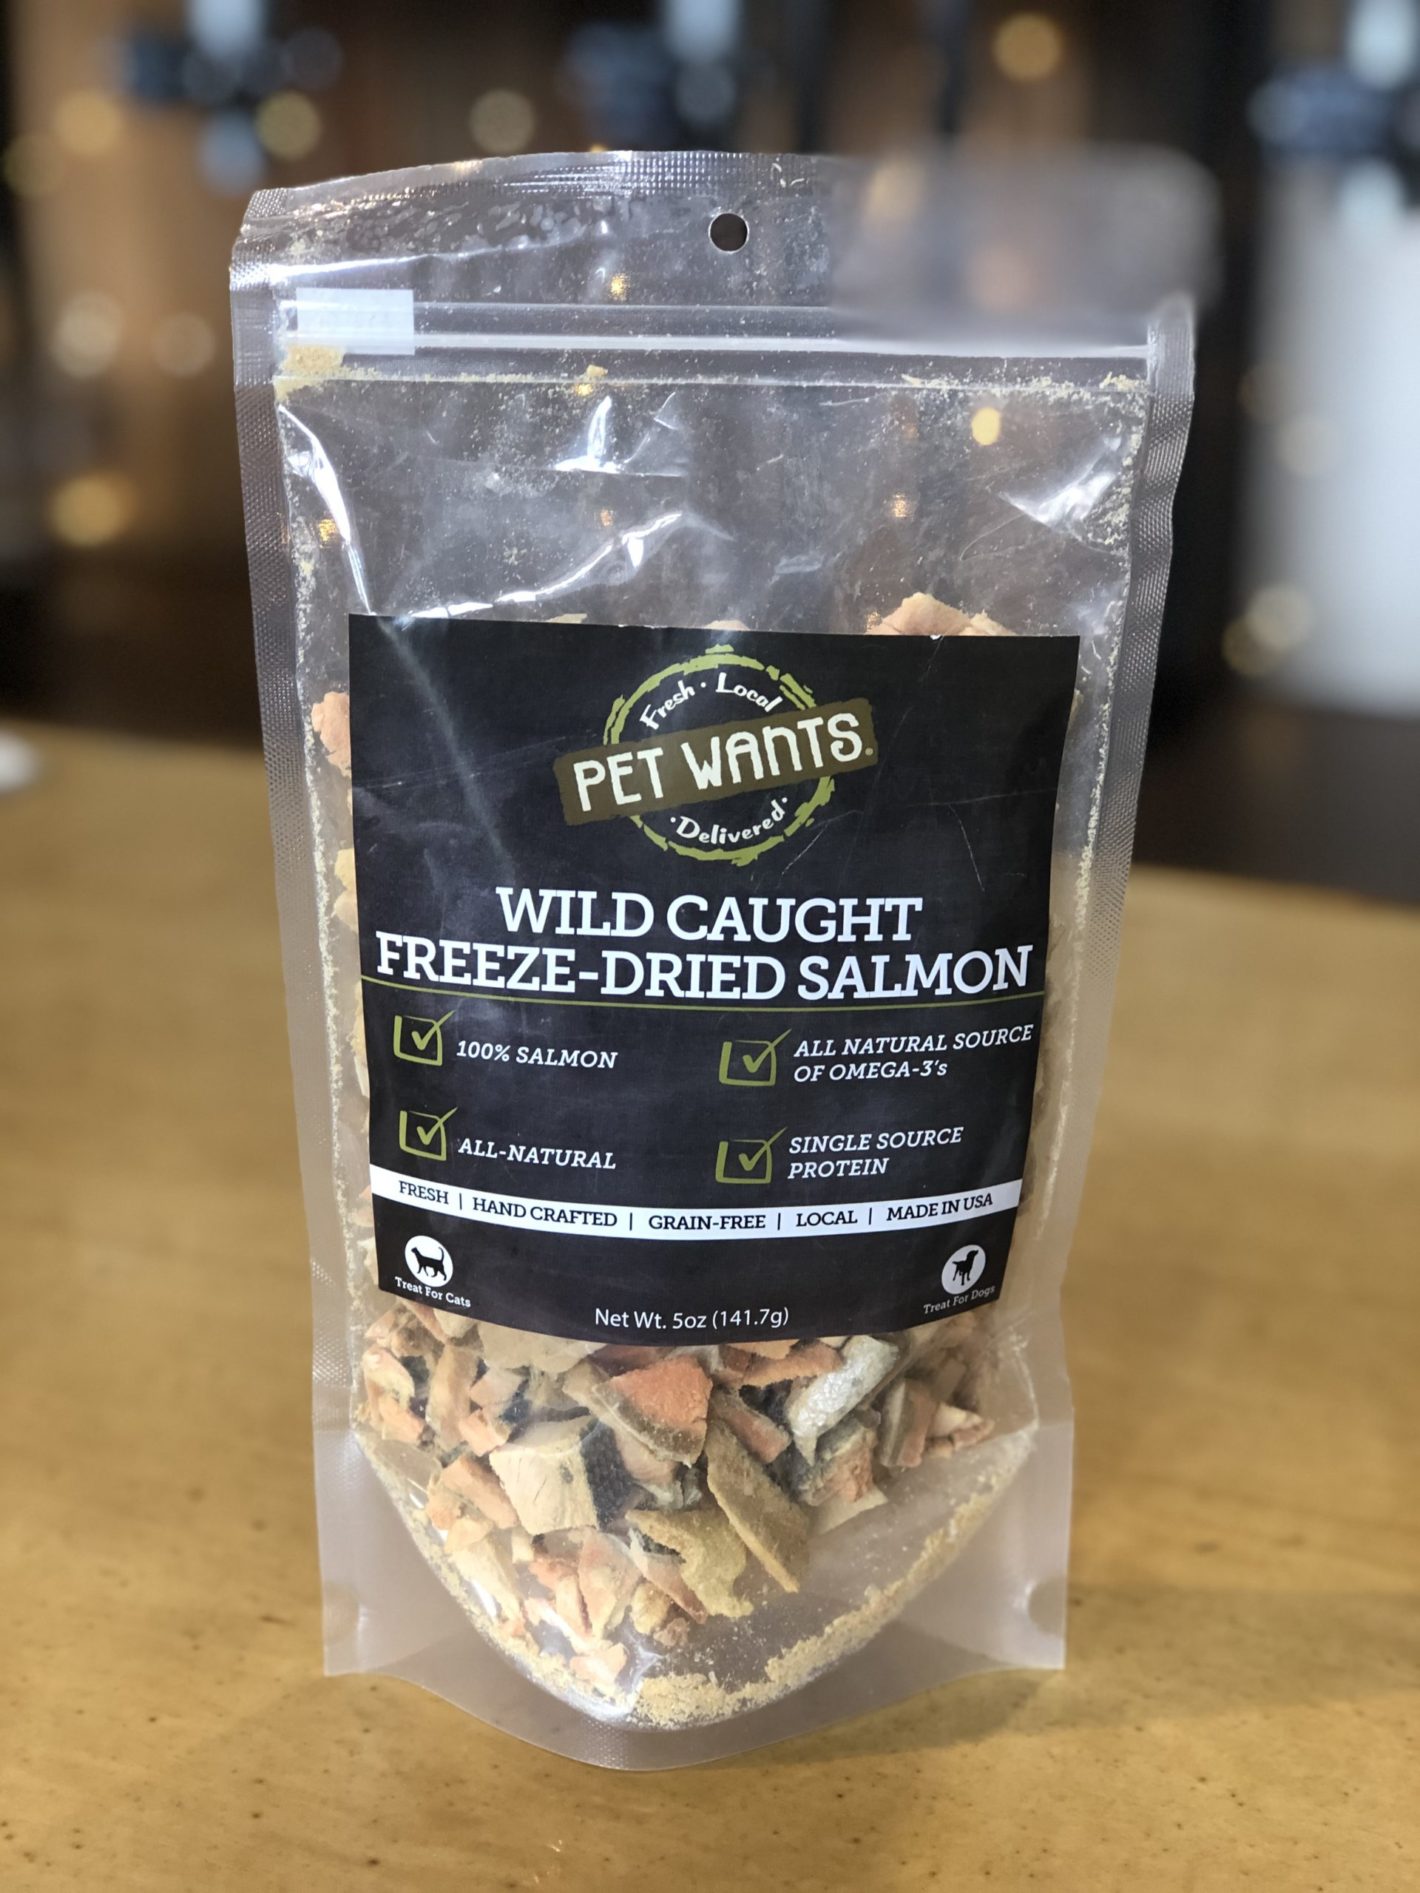 Fresh · Local
PET WANTS®
·Delivered·
WILD CAUGHT
FREEZE-DRIED SALMON
100% SALMON
ALL NATURAL SOURCE
OF OMEGA-3's
ALL-NATURAL
SINGLE SOURCE
PROTEIN
FRESH | HAND CRAFTED | GRAIN-FREE | LOCAL | MADE IN USA
Treat For Cats
Net Wt. 5oz (141.7g)
Treat For Dogs